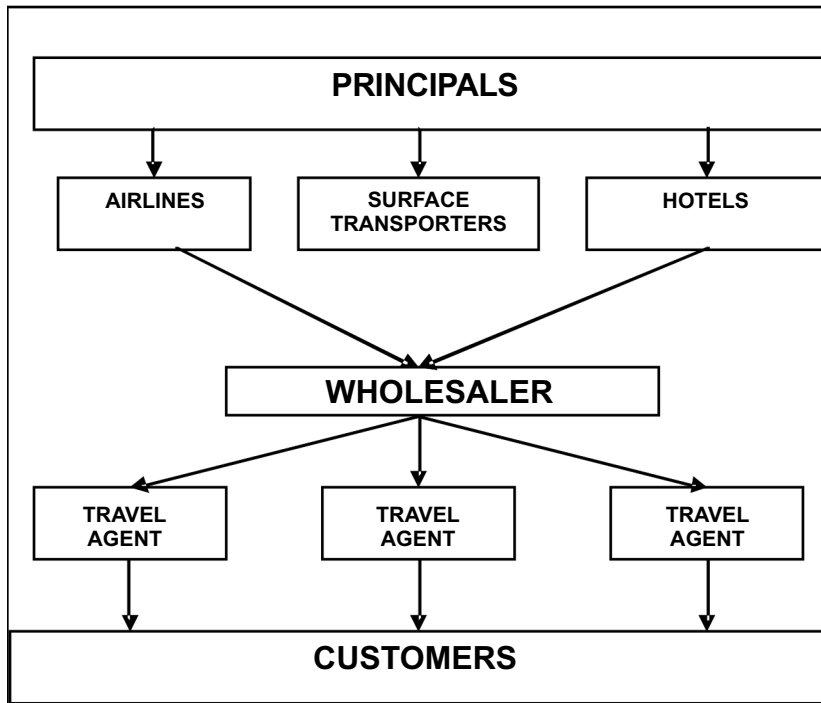 PRINCIPALS
AIRLINES
SURFACE
TRANSPORTERS
HOTELS
WHOLESALER
TRAVEL
AGENT
TRAVEL
AGENT
TRAVEL
AGENT
CUSTOMERS